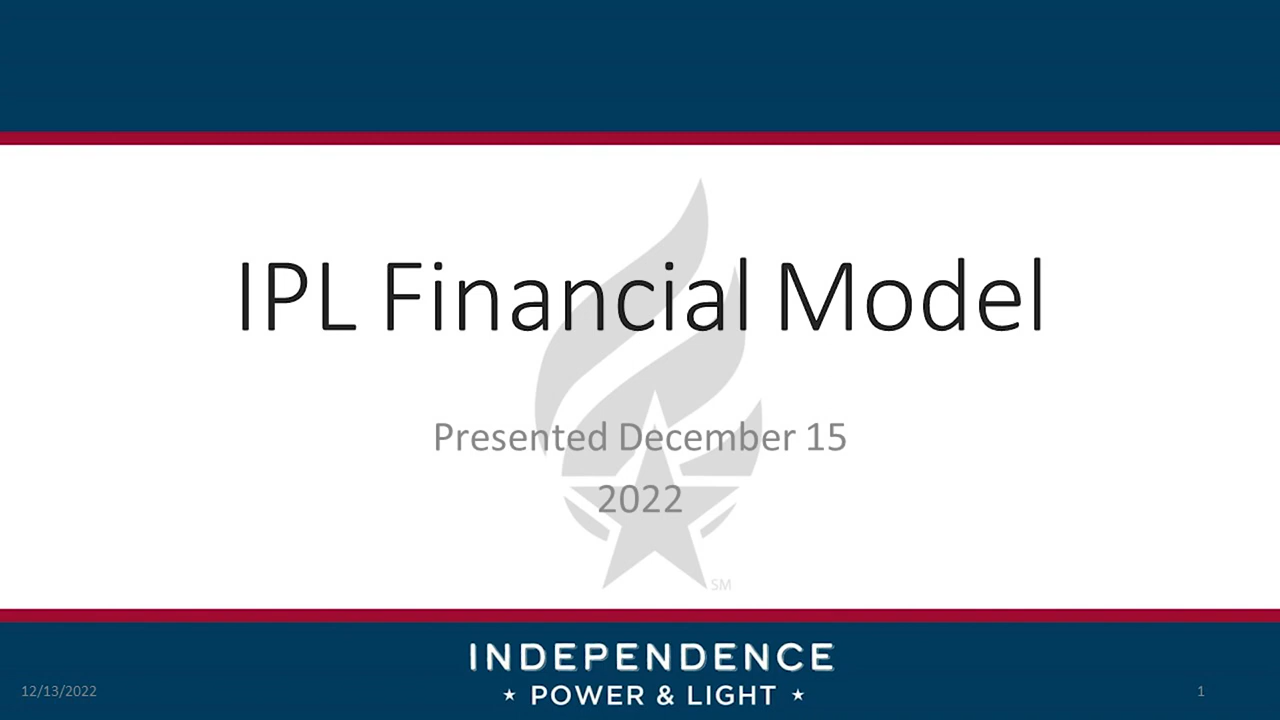 IPL Financial Model
Presented December 15
2022
SM
INDEPENDENCE
★ POWER & LIGHT ★
12/13/2022
1